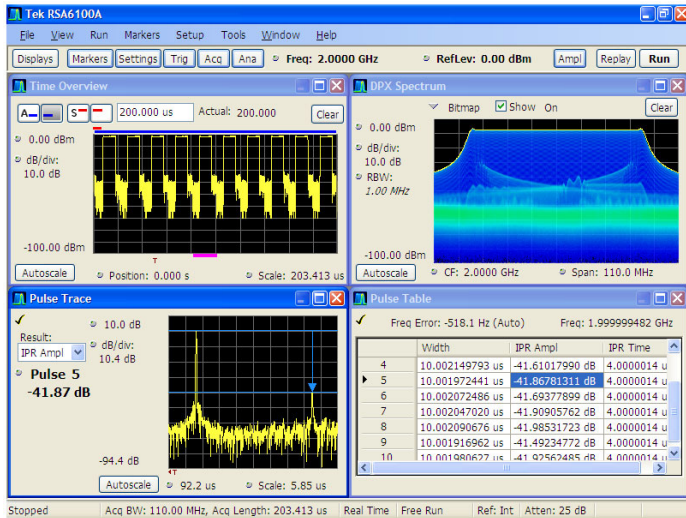 Tek RSA6100A
File View Run Markers Setup Tools Window Help
Displays Markers Settings Trig Acq Ana Freq: 2.0000 GHz RefLev: 0.00 dBm Ampl Replay Run
Time Overview
A S 200.000 us Actual: 200.000 Clear
0.00 dBm
dB/div:
10.0 dB
-100.00 dBm
T
Autoscale Position: 0.000 s Scale: 203.413 us
DPX Spectrum
Bitmap Show On Clear
0.00 dBm
dB/div:
10.0 dB
RBW:
1.00 MHz
-100.00 dBm
Autoscale CF: 2.0000 GHz Span: 110.0 MHz
Pulse Trace
Result:
IPR Ampl
Pulse 5
-41.87 dB
10.0 dB
dB/div:
10.4 dB
-94.4 dB
T
Autoscale 92.2 us Scale: 5.85 us
Pulse Table
Freq Error: -518.1 Hz (Auto) Freq: 1.999999482 GHz
Width IPR Ampl IPR Time
4 10.002149793 us -41.61017990 dB 4.0000014 u
5 10.001972441 us -41.86781311 dB 4.0000014 u
6 10.002072486 us -41.69377899 dB 4.0000014 u
7 10.002047020 us -41.90905762 dB 4.0000014 u
8 10.002090676 us -41.98531723 dB 4.0000014 u
9 10.001916962 us -41.49234772 dB 4.0000014 u
10 10.001980627 us -41.92562485 dB 4.0000014 u
Stopped Acq BW: 110.00 MHz, Acq Length: 203.413 us Real Time Free Run Ref: Int Atten: 25 dB